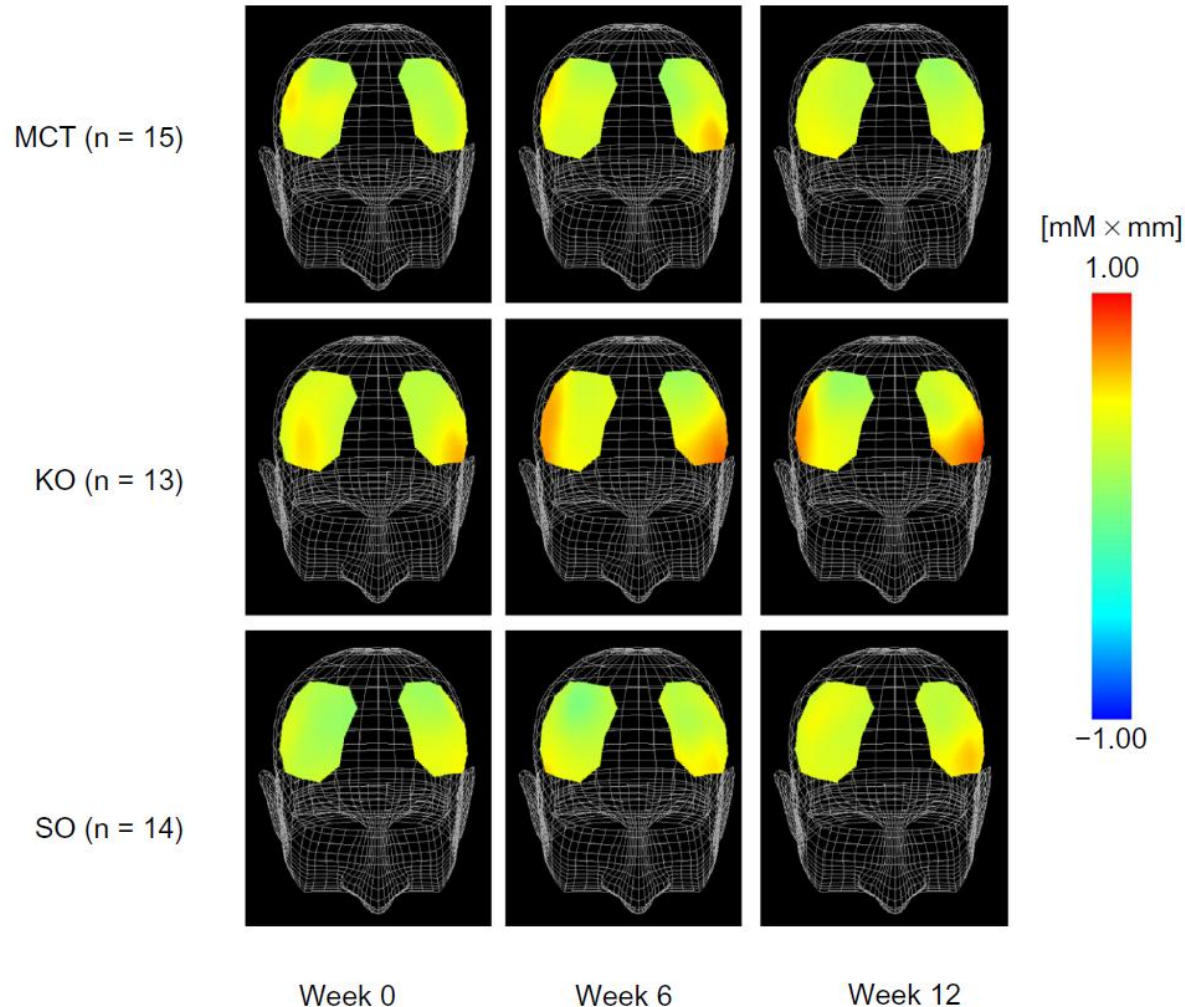 MCT (n = 15)
[mM × mm]
1.00
KO (n = 13)
−1.00
SO (n = 14)
Week 0 Week 6 Week 12